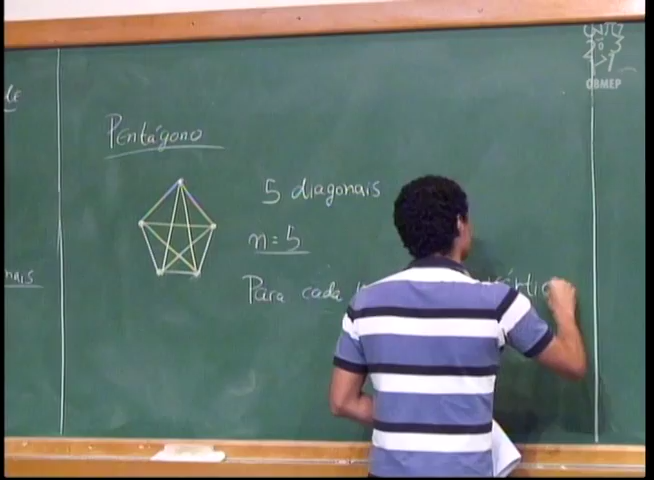 OBMEP
Pentágono
5 diagonais
n = 5
Para cada